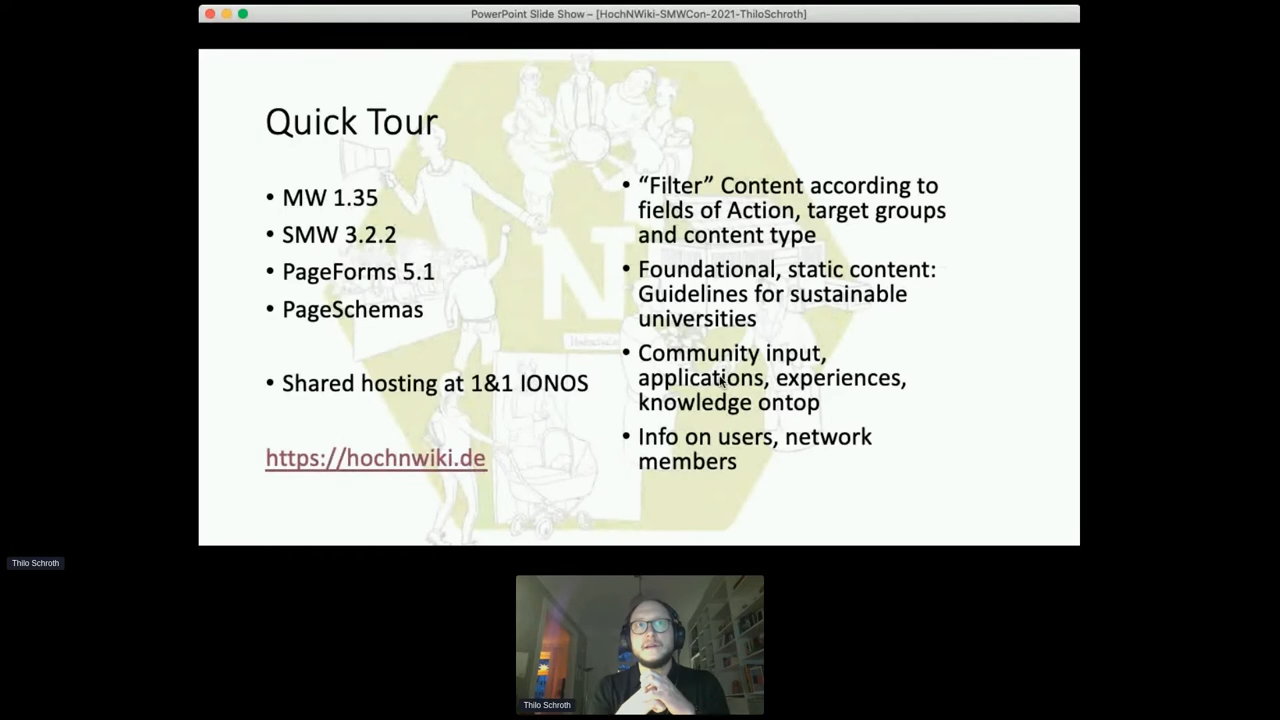 PowerPoint Slide Show – [HochNWiki-SMWCon-2021-ThiloSchroth]
Quick Tour
• MW 1.35
• SMW 3.2.2
• PageForms 5.1
• PageSchemas
• Shared hosting at 1&1 IONOS
https://hochnwiki.de
• “Filter” Content according to
fields of Action, target groups
and content type
• Foundational, static content:
Guidelines for sustainable
universities
• Community input,
applications, experiences,
knowledge ontop
• Info on users, network
members
N
Thilo Schroth
Thilo Schroth